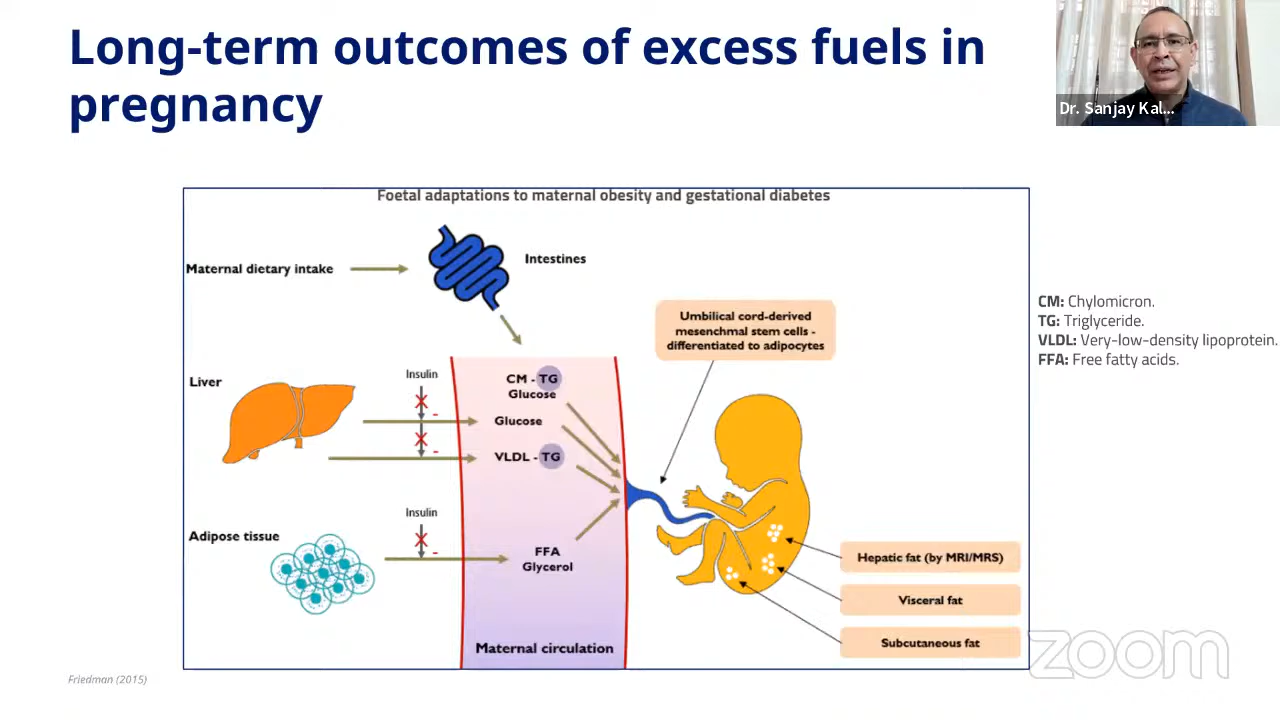 Long-term outcomes of excess fuels in
pregnancy
Dr. Sanjay Kal...
Foetal adaptations to maternal obesity and gestational diabetes
Maternal dietary intake
Intestines
Umbilical cord-derived
mesenchmal stem cells -
differentiated to adipocytes
CM: Chylomicron.
TG: Triglyceride.
VLDL: Very-low-density lipoprotein.
FFA: Free fatty acids.
Liver
Insulin
CM - TG
Glucose
Glucose
VLDL - TG
Insulin
Adipose tissue
FFA
Glycerol
Hepatic fat (by MRI/MRS)
Visceral fat
Subcutaneous fat
Maternal circulation
zoom
Friedman (2015)